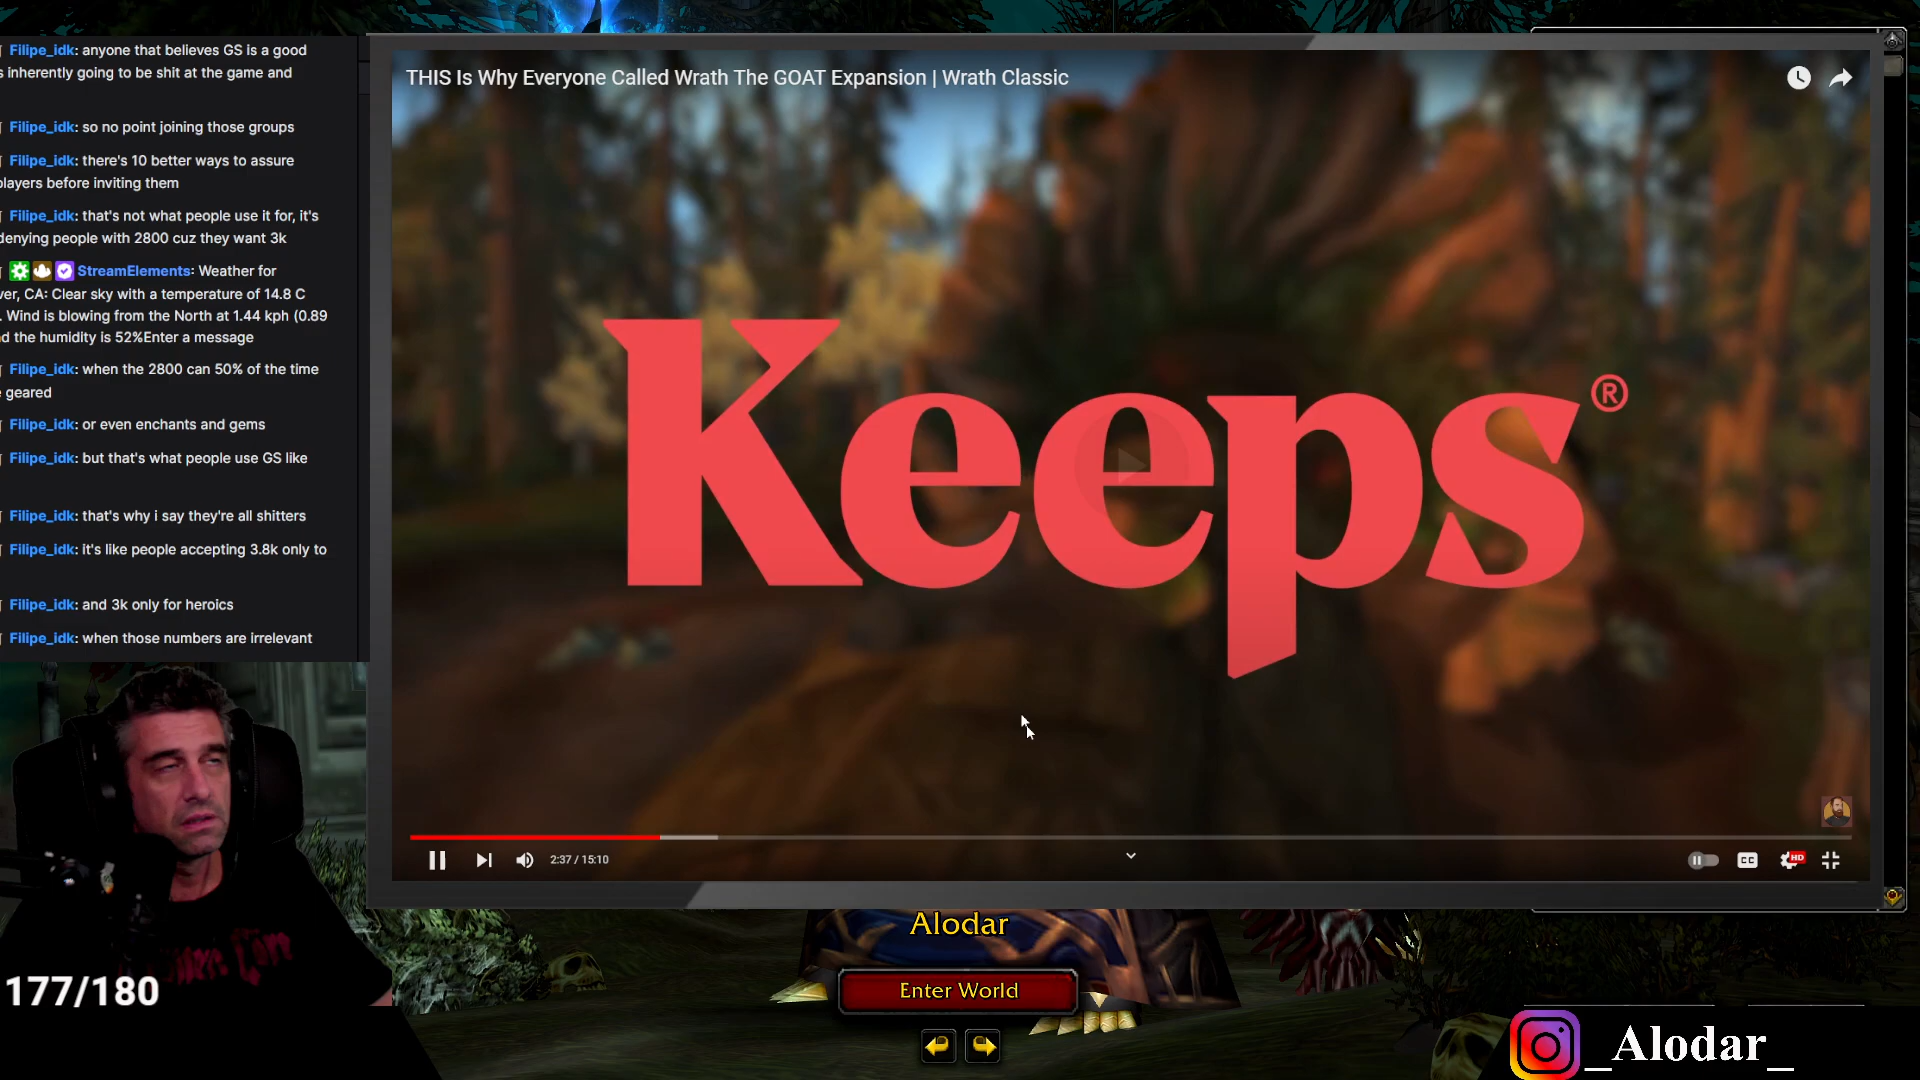 Filipe_idk: anyone that believes GS is a good
s inherently going to be shit at the game and
Filipe_idk: so no point joining those groups
Filipe_idk: there's 10 better ways to assure
players before inviting them
Filipe_idk: that's not what people use it for, it's
denying people with 2800 cuz they want 3k
StreamElements: Weather for
ver, CA: Clear sky with a temperature of 14.8 C
. Wind is blowing from the North at 1.44 kph (0.89
d the humidity is 52%Enter a message
Filipe_idk: when the 2800 can 50% of the time
geared
Filipe_idk: or even enchants and gems
Filipe_idk: but that's what people use GS like
Filipe_idk: that's why i say they're all shitters
Filipe_idk: it's like people accepting 3.8k only to
Filipe_idk: and 3k only for heroics
Filipe_idk: when those numbers are irrelevant
THIS Is Why Everyone Called Wrath The GOAT Expansion | Wrath Classic
Keeps®
2:37 / 15:10
CC
HD
Alodar
Enter World
177/180
_Alodar_